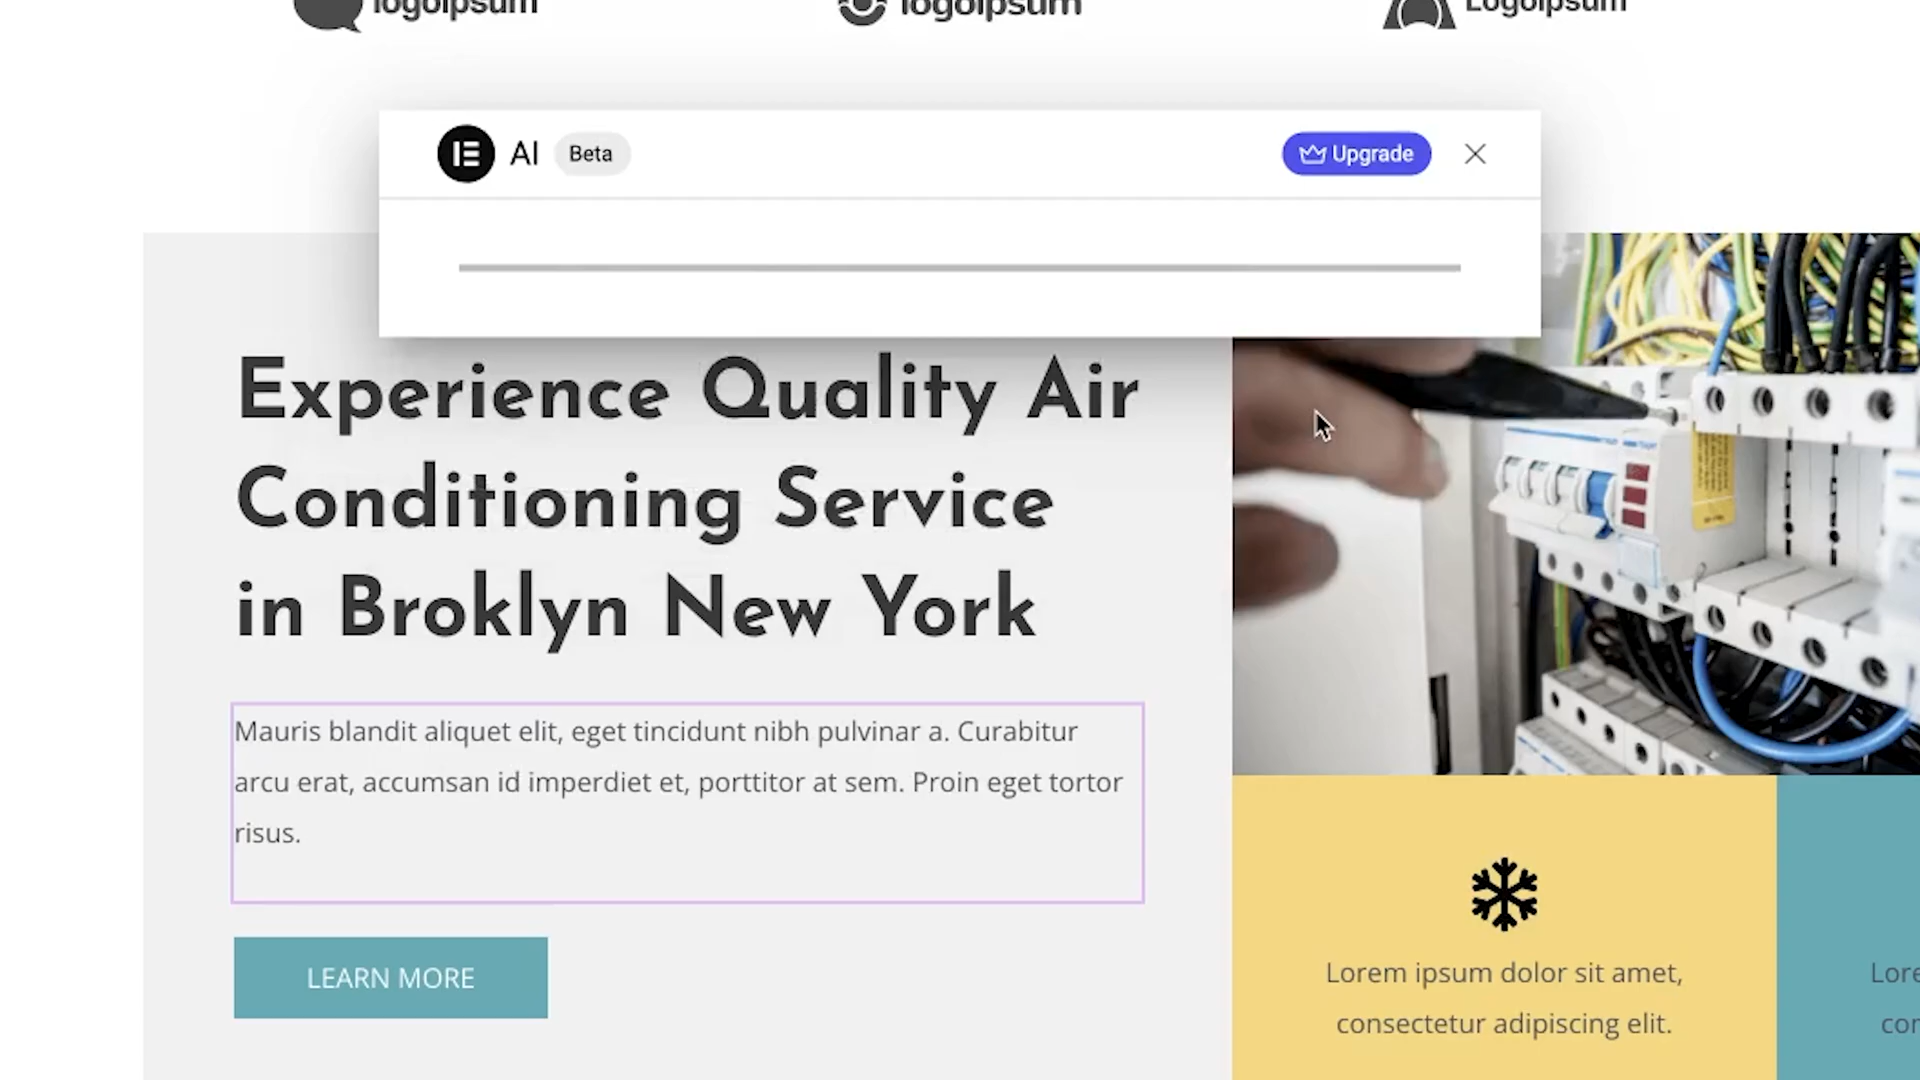 logoipsum
logoipsum
Logoipsum
AI Beta
Upgrade
Experience Quality Air
Conditioning Service
in Broklyn New York
Mauris blandit aliquet elit, eget tincidunt nibh pulvinar a. Curabitur
arcu erat, accumsan id imperdiet et, porttitor at sem. Proin eget tortor
risus.
LEARN MORE
Lorem ipsum dolor sit amet,
consectetur adipiscing elit.